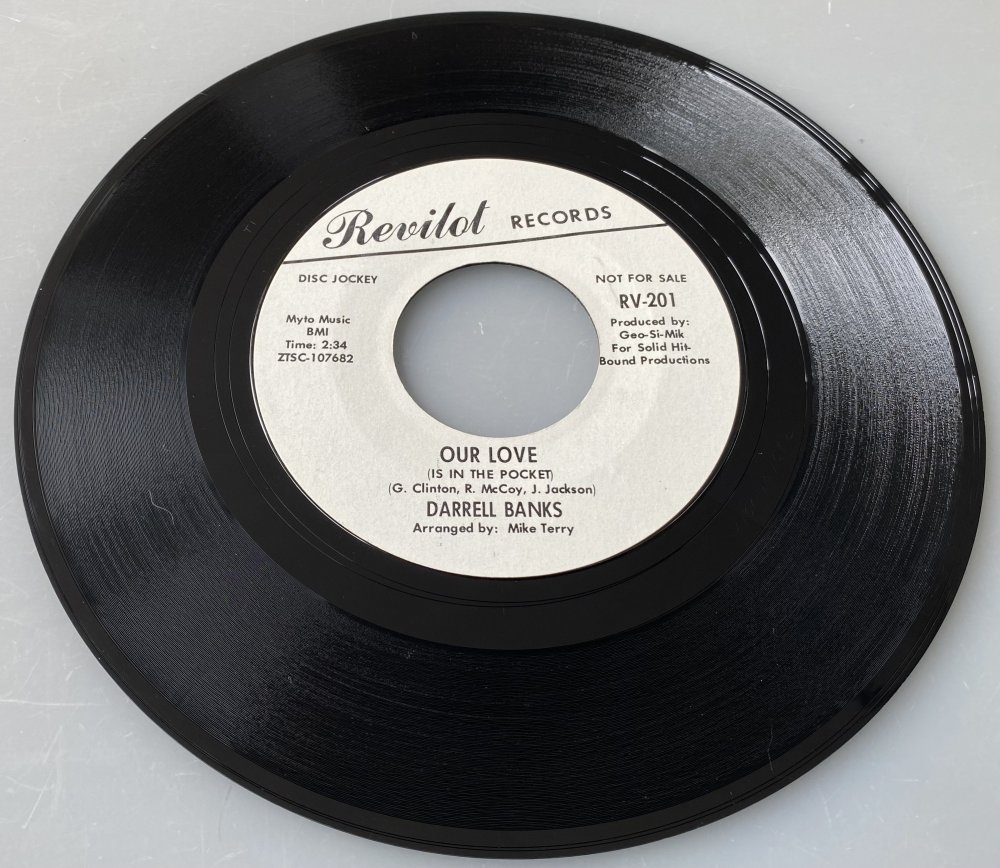 Revilot RECORDS
DISC JOCKEY
NOT FOR SALE
RV-201
Myto Music
BMI
Time: 2:34
ZTSC-107682
Produced by:
Geo-Si-Mik
For Solid Hit-
Bound Productions
OUR LOVE
(IS IN THE POCKET)
(G. Clinton, R. McCoy, J. Jackson)
DARRELL BANKS
Arranged by: Mike Terry